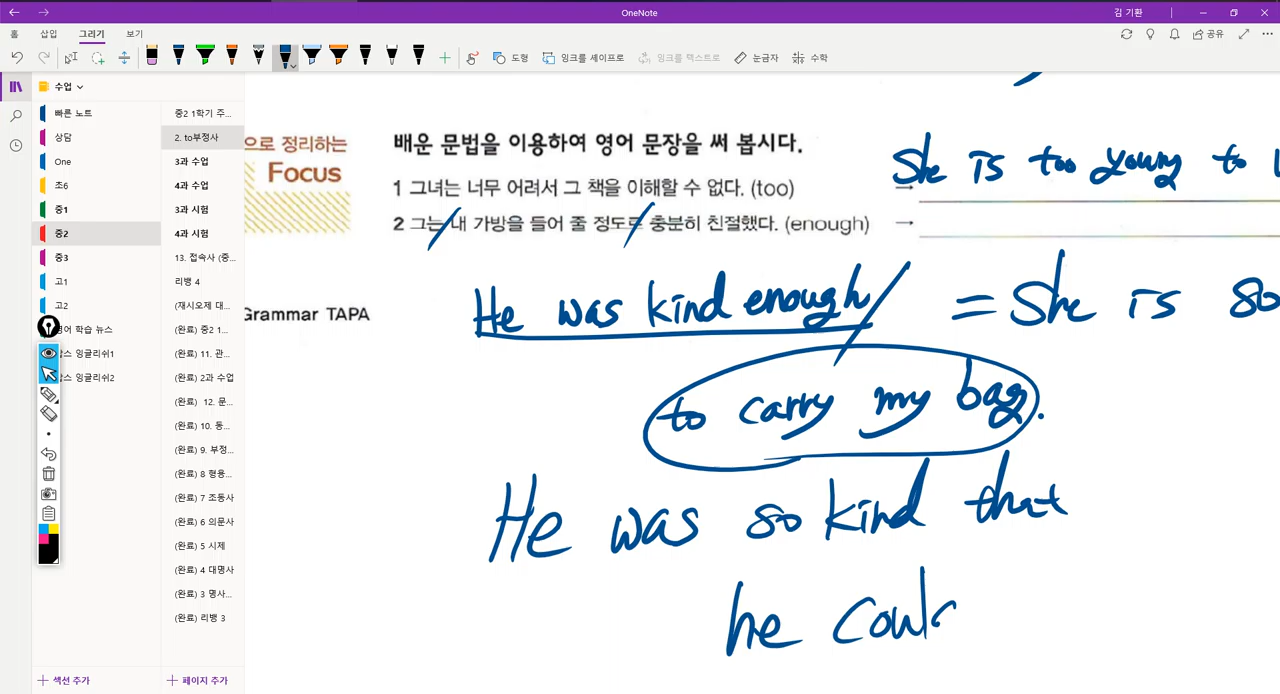 OneNote
김 기환
홈 삽입 그리기 보기
공유
도형
잉크를 셰이프로
잉크를 텍스트로
눈금자
수학
수업
빠른 노트
상담
One
초6
중1
중2
중3
고1
고2
영어 학습 뉴스
스 잉글리쉬1
스 잉글리쉬2
섹션 추가
중2 1학기 주...
2. to부정사
3과 수업
4과 수업
3과 시험
4과 시험
13. 접속사 (중...
리뱅 4
(재시오제 대...
(완료) 중2 1...
(완료) 11. 관...
(완료) 2과 수업
(완료) 12. 문...
(완료) 10. 동...
(완료) 9. 부정...
(완료) 8 형용...
(완료) 7 조동사
(완료) 6 의문사
(완료) 5 시제
(완료) 4 대명사
(완료) 3 명사...
(완료) 리뱅 3
페이지 추가
으로 정리하는
Focus
배운 문법을 이용하여 영어 문장을 써 봅시다.
1 그녀는 너무 어려서 그 책을 이해할 수 없다. (too) →
She is too young to
2 그는 내 가방을 들어 줄 정도로 충분히 친절했다. (enough) →
Grammar TAPA
He was kind enough
= She is so
to carry my bag.
He was so kind that
he coul